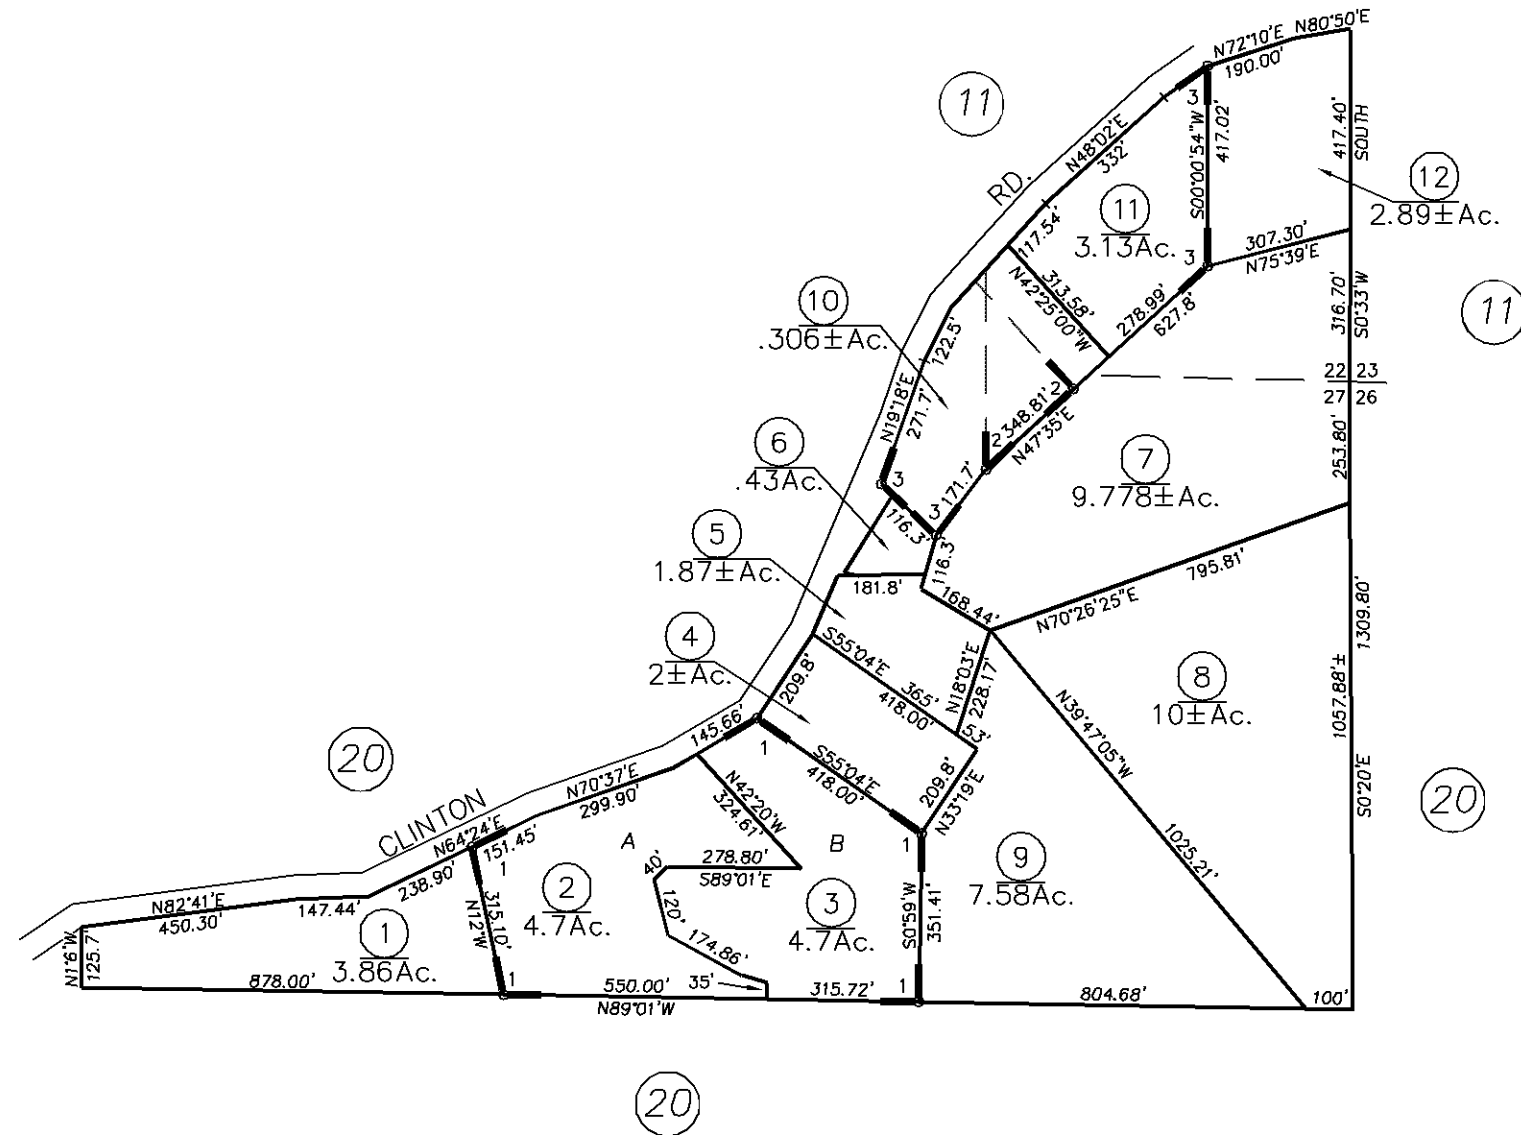 N80°50'E
N72°10'E
190.00'
11
3
417.02'
S00°00'54"W
417.40'
SOUTH
N48°02'E
332'
RD.
12
2.89±Ac.
11
3.13Ac.
117.54'
3
307.30'
N75°39'E
313.58'
N42°25'00"W
278.99'
627.8'
316.70'
S0°33'W
11
10
.306±Ac.
122.5'
N19°18'E
271.7'
22 23
27 26
2
2
348.81'
N47°35'E
253.80'
6
.43Ac.
3
171.7'
3
116.3'
7
9.778±Ac.
5
1.87±Ac.
116.3'
181.8'
168.44'
795.81'
N70°26'25"E
1309.80'
4
2±Ac.
S55°04'E
365'
418.00'
N18°03'E
228.17'
53'
209.8'
8
10±Ac.
1057.88'±
N39°47'05"W
145.66'
1
S55°04'E
418.00'
209.8'
N33°19'E
20
N70°37'E
299.90'
N42°20'W
324.61'
S0°20'E
20
CLINTON
N64°24'E
151.45'
238.90'
1
A
B
1
40'
278.80'
S89°01'E
9
7.58Ac.
1025.21'
N82°41'E
450.30'
147.44'
2
4.7Ac.
3
4.7Ac.
315.10'
N12°W
120'
174.86'
S0°59'W
351.41'
1
3.86Ac.
N1°6"W
125.7'
878.00'
1
550.00'
N89°01'W
35'
315.72'
1
804.68'
100'
20